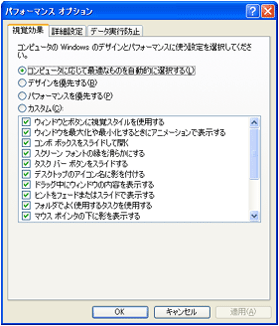 パフォーマンス オプション
視覚効果 詳細設定 データ実行防止
コンピュータの Windows のデザインとパフォーマンスに使う設定を選択してくだ
さい。
コンピュータに応じて最適なものを自動的に選択する(L)
デザインを優先する(B)
パフォーマンスを優先する(P)
カスタム(C):
ウィンドウとボタンに視覚スタイルを使用する
ウィンドウを最大化や最小化するときにアニメーションで表示する
コンボ ボックスをスライドして開く
スクリーン フォントの縁を滑らかにする
タスク バー ボタンをスライドする
デスクトップのアイコン名に影を付ける
ドラッグ中にウィンドウの内容を表示する
ヒントをフェードまたはスライドで表示する
フォルダでよく使用するタスクを使用する
マウス ポインタの下に影を表示する
OK キャンセル 適用(A)